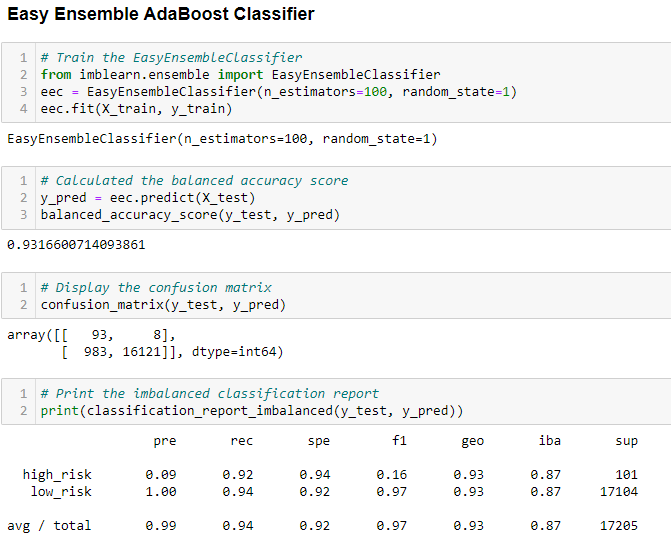 Easy Ensemble AdaBoost Classifier
1 # Train the EasyEnsembleClassifier
2 from imblearn.ensemble import EasyEnsembleClassifier
3 eec = EasyEnsembleClassifier(n_estimators=100, random_state=1)
4 eec.fit(X_train, y_train)
EasyEnsembleClassifier(n_estimators=100, random_state=1)
1 # Calculated the balanced accuracy score
2 y_pred = eec.predict(X_test)
3 balanced_accuracy_score(y_test, y_pred)
0.9316600714093861
1 # Display the confusion matrix
2 confusion_matrix(y_test, y_pred)
array([[   93,     8],
       [  983, 16121]], dtype=int64)
1 # Print the imbalanced classification report
2 print(classification_report_imbalanced(y_test, y_pred))
pre rec spe f1 geo iba sup
high_risk 0.09 0.92 0.94 0.16 0.93 0.87 101
low_risk 1.00 0.94 0.92 0.97 0.93 0.87 17104
avg / total 0.99 0.94 0.92 0.97 0.93 0.87 17205